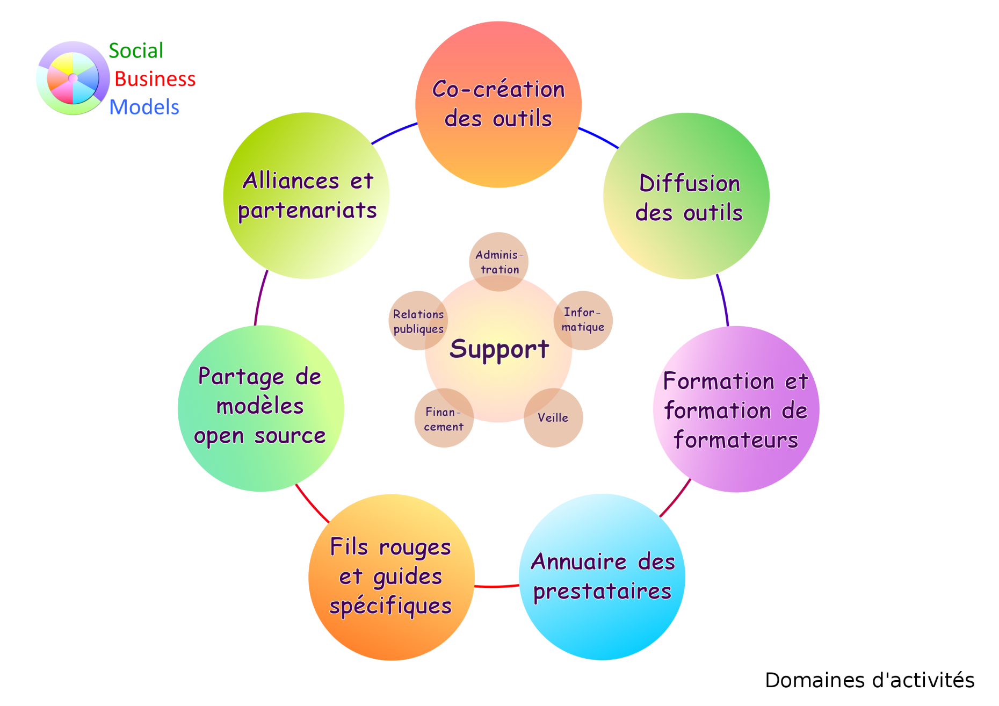 Social
Business
Models
Co-création
des outils
Diffusion
des outils
Formation et
formation de
formateurs
Annuaire des
prestataires
Fils rouges
et guides
spécifiques
Partage de
modèles
open source
Alliances et
partenariats
Support
Adminis-
tration
Infor-
matique
Veille
Finan-
cement
Relations
publiques
Domaines d'activités